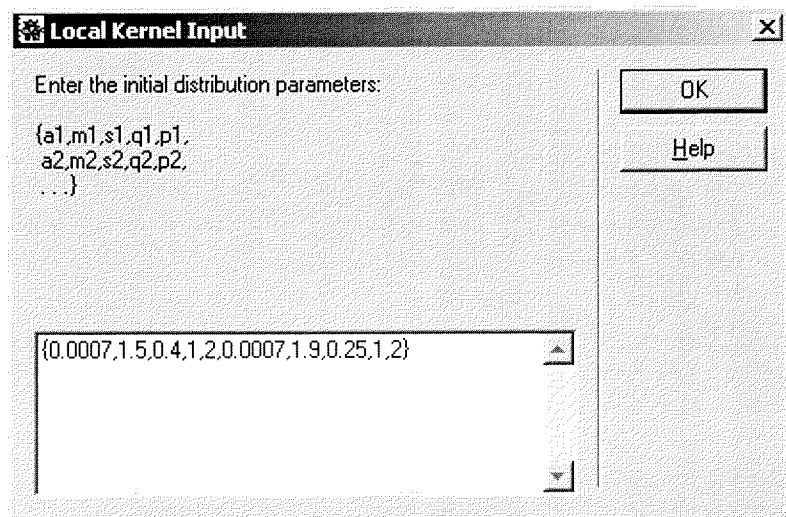 Local Kernel Input
Enter the initial distribution parameters:
{a1,m1,s1,q1,p1,
a2,m2,s2,q2,p2,
. . .}
OK
Help
{0.0007,1.5,0.4,1,2,0.0007,1.9,0.25,1,2}